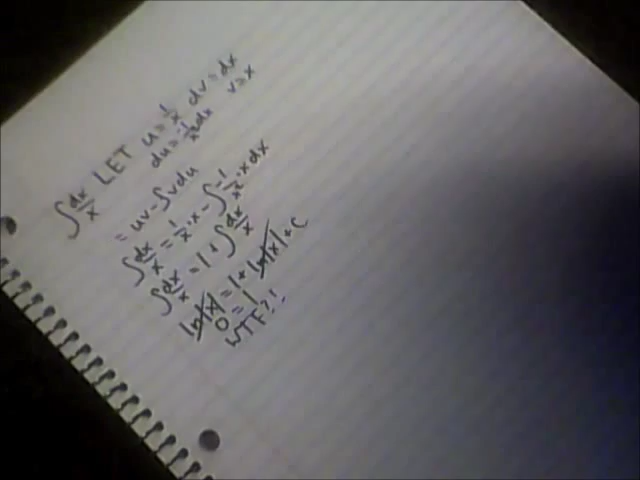 ∫dx/x LET u=1/x dv=dx
du=-1/x² dx v=x
= uv-∫vdu
∫dx/x = 1/x·x - ∫-1/x²·x dx
∫dx/x = 1 + ∫dx/x
ln|x| = 1 + ln|x| + C
0 = 1
WTF?!